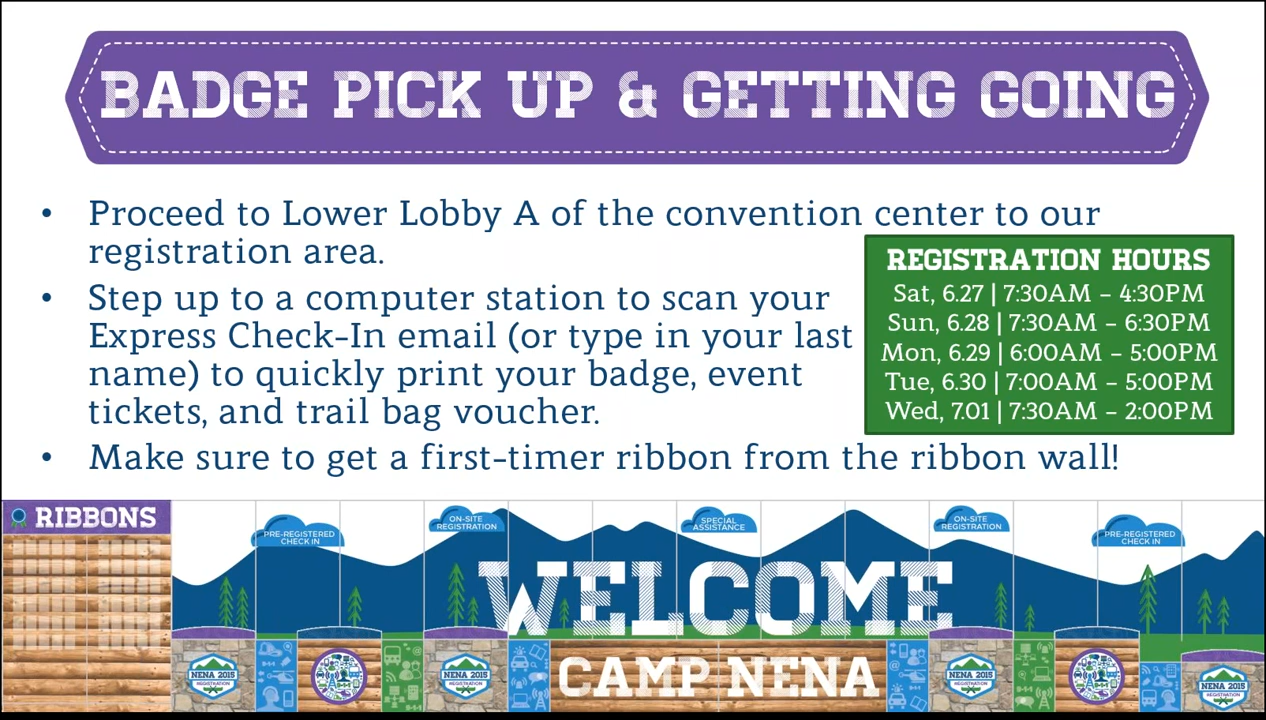 BADGE PICK UP & GETTING GOING
• Proceed to Lower Lobby A of the convention center to our
registration area.
• Step up to a computer station to scan your
Express Check-In email (or type in your last
name) to quickly print your badge, event
tickets, and trail bag voucher.
• Make sure to get a first-timer ribbon from the ribbon wall!
REGISTRATION HOURS
Sat, 6.27 | 7:30AM – 4:30PM
Sun, 6.28 | 7:30AM – 6:30PM
Mon, 6.29 | 6:00AM – 5:00PM
Tue, 6.30 | 7:00AM – 5:00PM
Wed, 7.01 | 7:30AM – 2:00PM
RIBBONS
PRE-REGISTERED
CHECK IN
ON-SITE
REGISTRATION
SPECIAL
ASSISTANCE
ON-SITE
REGISTRATION
PRE-REGISTERED
CHECK IN
WELCOME
CAMP NENA
NENA 2015
REGISTRATION
NENA 2015
REGISTRATION
NENA 2015
REGISTRATION
NENA 2015
REGISTRATION